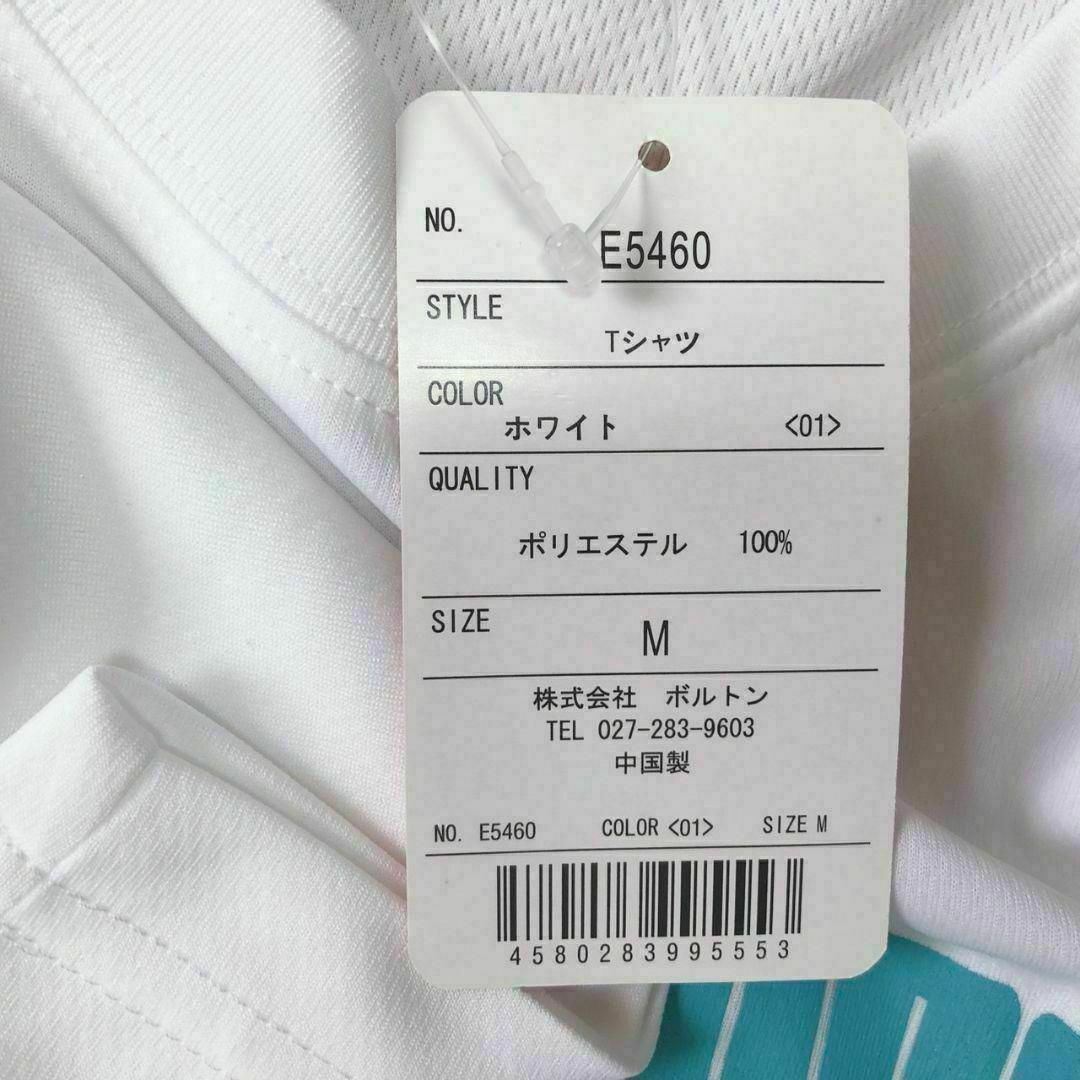 NO.
E5460
STYLE
Tシャツ
COLOR
ホワイト <01>
QUALITY
ポリエステル 100%
SIZE
M
株式会社 ボルトン
TEL 027-283-9603
中国製
NO. E5460 COLOR <01> SIZE M
4580283995553